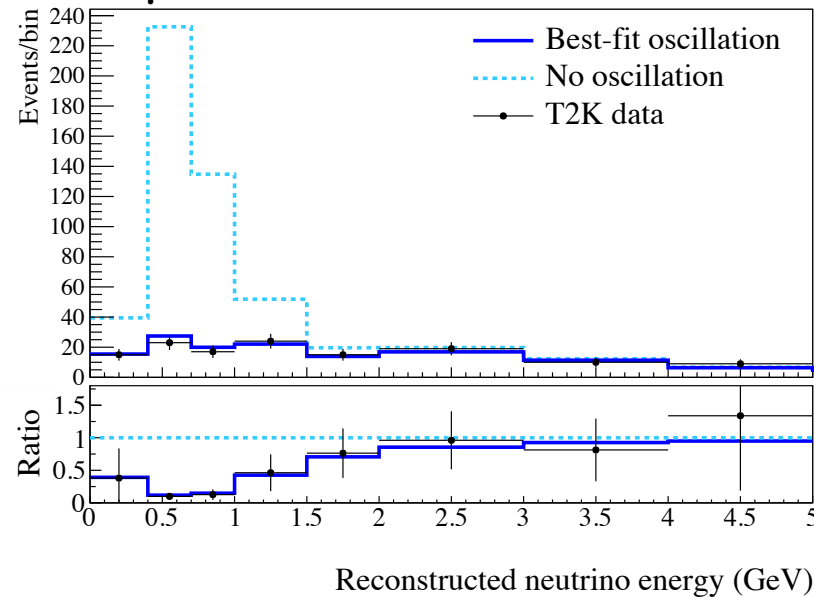 Events/bin
240
220
200
180
160
140
120
100
80
60
40
20
0
Best-fit oscillation
No oscillation
T2K data
Ratio
1.5
1
0.5
0
0 0.5 1 1.5 2 2.5 3 3.5 4 4.5 5
Reconstructed neutrino energy (GeV)